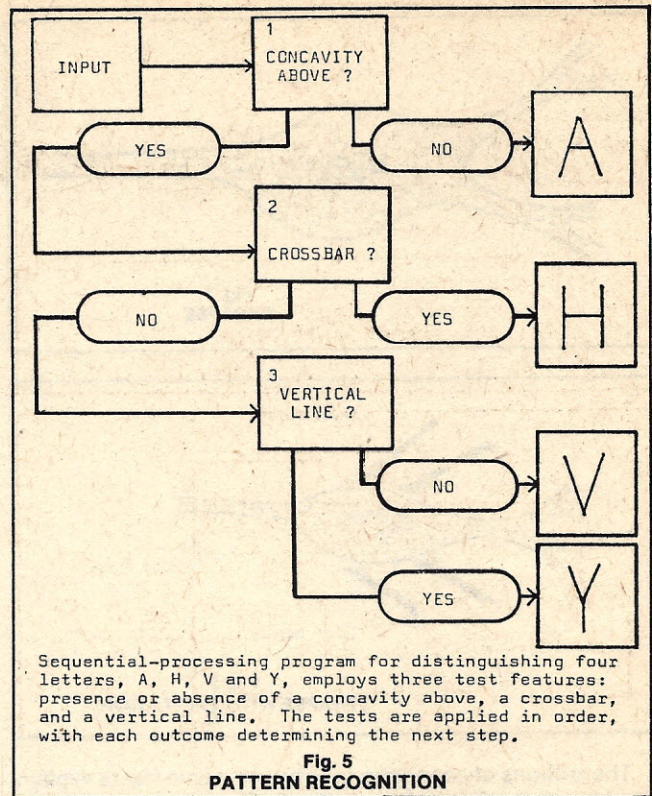 INPUT
1
CONCAVITY
ABOVE ?
YES
NO
A
2
CROSSBAR ?
NO
YES
H
3
VERTICAL
LINE ?
NO
V
YES
Y
Sequential-processing program for distinguishing four
letters, A, H, V and Y, employs three test features:
presence or absence of a concavity above, a crossbar,
and a vertical line. The tests are applied in order,
with each outcome determining the next step.
Fig. 5
PATTERN RECOGNITION